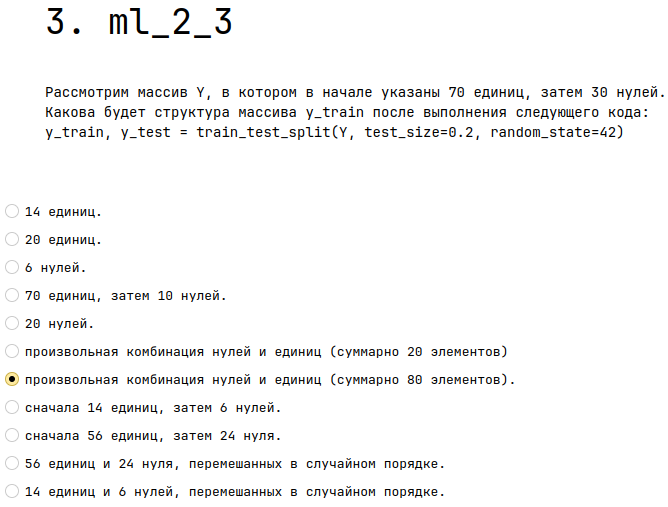 3. ml_2_3
Рассмотрим массив Y, в котором в начале указаны 70 единиц, затем 30 нулей.
Какова будет структура массива y_train после выполнения следующего кода:
y_train, y_test = train_test_split(Y, test_size=0.2, random_state=42)
14 единиц.
20 единиц.
6 нулей.
70 единиц, затем 10 нулей.
20 нулей.
произвольная комбинация нулей и единиц (суммарно 20 элементов)
произвольная комбинация нулей и единиц (суммарно 80 элементов).
сначала 14 единиц, затем 6 нулей.
сначала 56 единиц, затем 24 нуля.
56 единиц и 24 нуля, перемешанных в случайном порядке.
14 единиц и 6 нулей, перемешанных в случайном порядке.